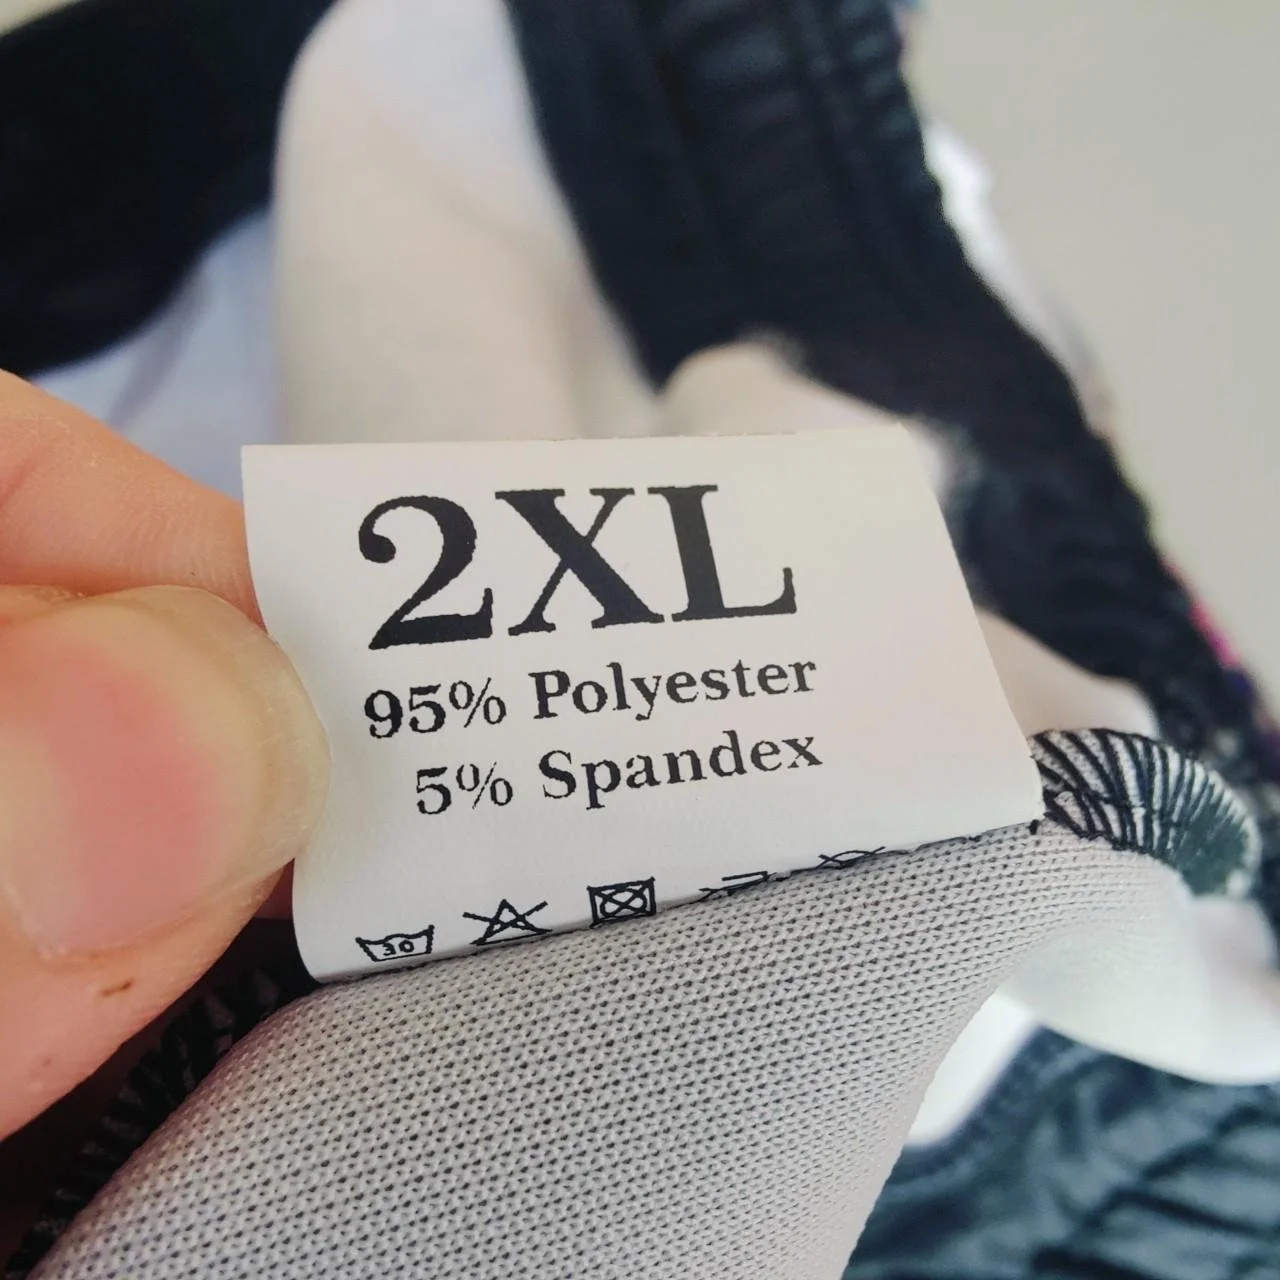 2XL
95% Polyester
5% Spandex
30